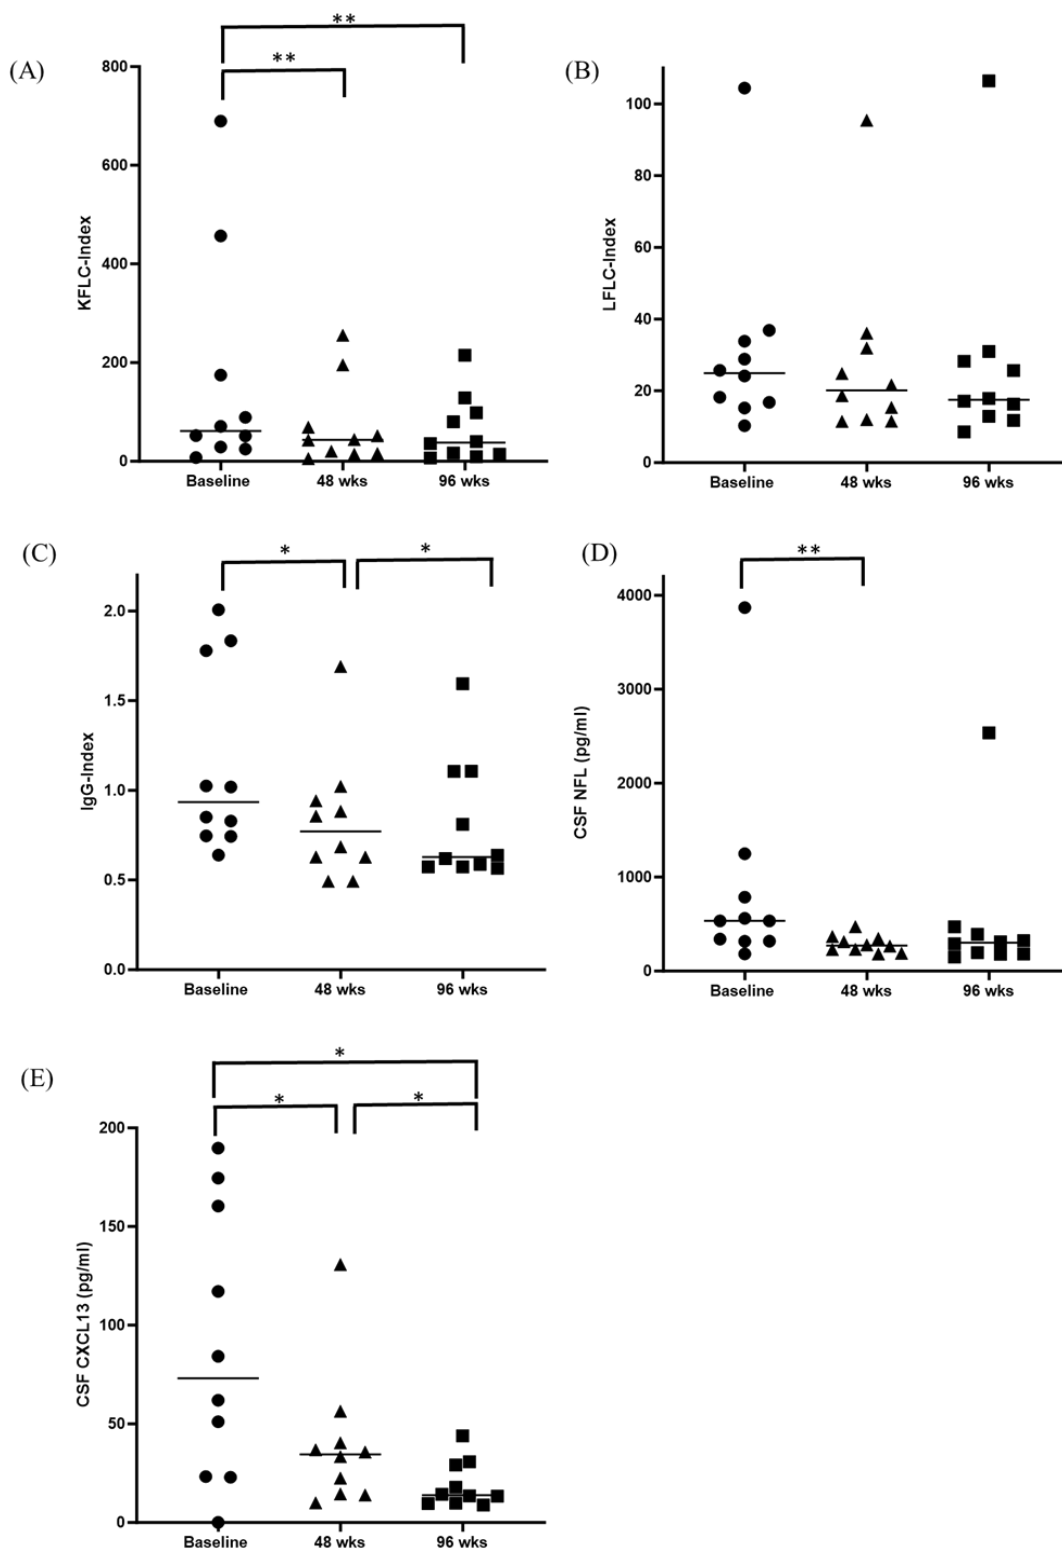 (A)
**
**
KFLC-Index
800
600
400
200
0
Baseline 48 wks 96 wks
(B)
LFLC-Index
100
80
60
40
20
0
Baseline 48 wks 96 wks
(C)
* *
IgG-Index
2.0
1.5
1.0
0.5
0.0
Baseline 48 wks 96 wks
(D)
**
CSF NFL (pg/ml)
4000
3000
2000
1000
0
Baseline 48 wks 96 wks
(E)
*
* *
CSF CXCL13 (pg/ml)
200
150
100
50
0
Baseline 48 wks 96 wks